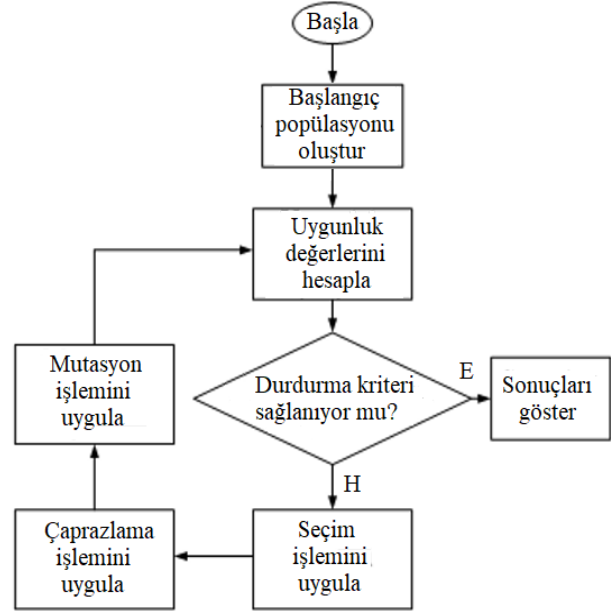 Başla
Başlangıç
popülasyonu
oluştur
Uygunluk
değerlerini
hesapla
Durdurma kriteri
sağlanıyor mu?
E
Sonuçları
göster
H
Seçim
işlemini
uygula
Çaprazlama
işlemini
uygula
Mutasyon
işlemini
uygula